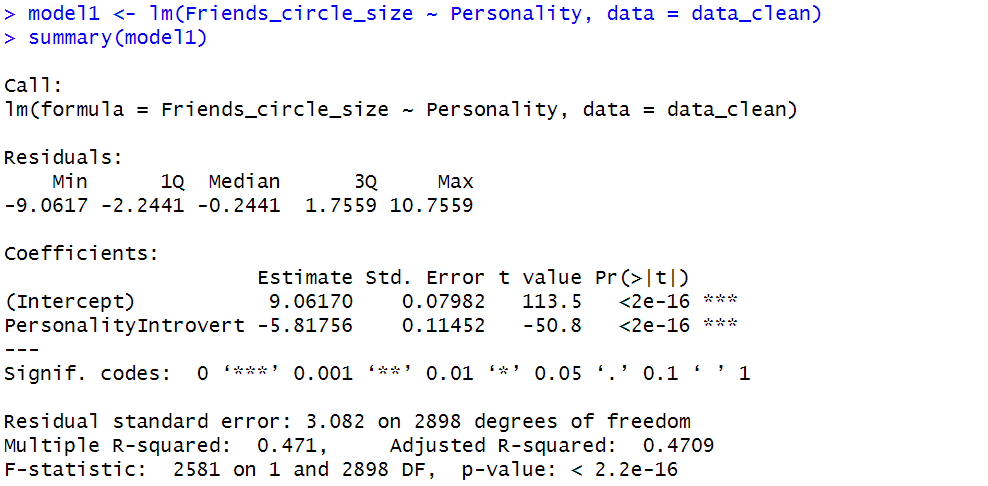 > model1 <- lm(Friends_circle_size ~ Personality, data = data_clean)
> summary(model1)
Call:
lm(formula = Friends_circle_size ~ Personality, data = data_clean)
Residuals:
    Min      1Q  Median      3Q     Max
-9.0617 -2.2441 -0.2441  1.7559 10.7559
Coefficients:
                     Estimate Std. Error t value Pr(>|t|)
(Intercept)           9.06170    0.07982   113.5   <2e-16 ***
PersonalityIntrovert -5.81756    0.11452   -50.8   <2e-16 ***
---
Signif. codes:  0 ‘***’ 0.001 ‘**’ 0.01 ‘*’ 0.05 ‘.’ 0.1 ‘ ’ 1
Residual standard error: 3.082 on 2898 degrees of freedom
Multiple R-squared:  0.471,     Adjusted R-squared:  0.4709
F-statistic:  2581 on 1 and 2898 DF,  p-value: < 2.2e-16